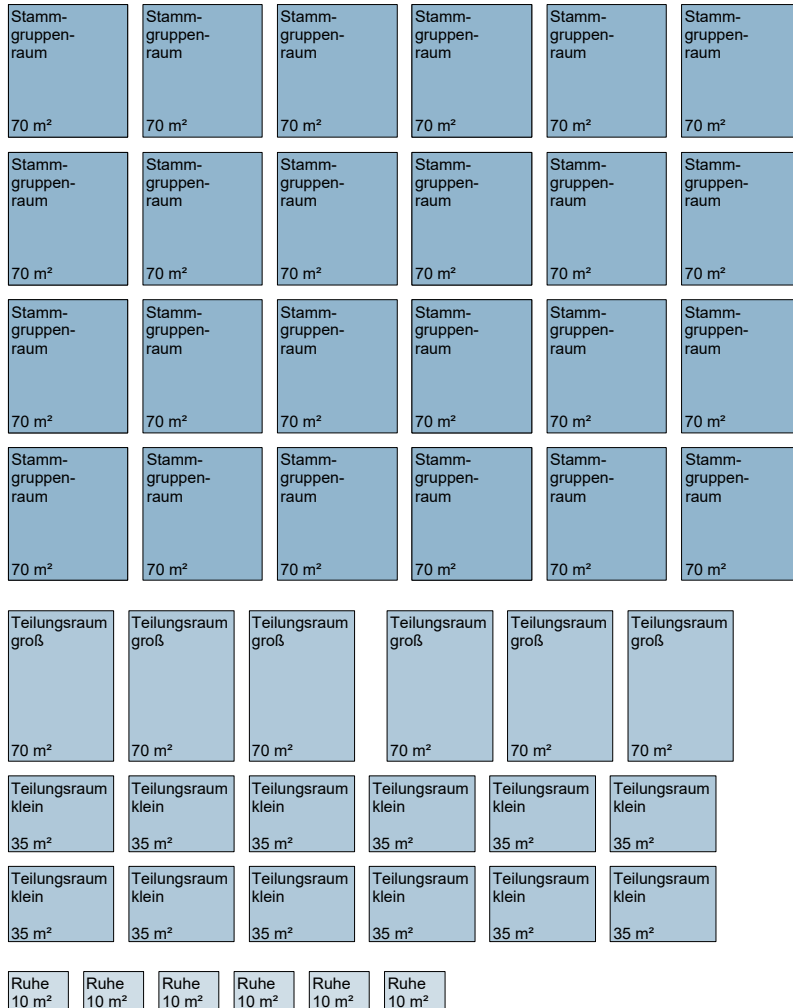 Stamm-
gruppen-
raum
70 m²
Stamm-
gruppen-
raum
70 m²
Stamm-
gruppen-
raum
70 m²
Stamm-
gruppen-
raum
70 m²
Stamm-
gruppen-
raum
70 m²
Stamm-
gruppen-
raum
70 m²
Stamm-
gruppen-
raum
70 m²
Stamm-
gruppen-
raum
70 m²
Stamm-
gruppen-
raum
70 m²
Stamm-
gruppen-
raum
70 m²
Stamm-
gruppen-
raum
70 m²
Stamm-
gruppen-
raum
70 m²
Stamm-
gruppen-
raum
70 m²
Stamm-
gruppen-
raum
70 m²
Stamm-
gruppen-
raum
70 m²
Stamm-
gruppen-
raum
70 m²
Stamm-
gruppen-
raum
70 m²
Stamm-
gruppen-
raum
70 m²
Stamm-
gruppen-
raum
70 m²
Stamm-
gruppen-
raum
70 m²
Stamm-
gruppen-
raum
70 m²
Stamm-
gruppen-
raum
70 m²
Stamm-
gruppen-
raum
70 m²
Stamm-
gruppen-
raum
70 m²
Teilungsraum
groß
70 m²
Teilungsraum
groß
70 m²
Teilungsraum
groß
70 m²
Teilungsraum
groß
70 m²
Teilungsraum
groß
70 m²
Teilungsraum
groß
70 m²
Teilungsraum
klein
35 m²
Teilungsraum
klein
35 m²
Teilungsraum
klein
35 m²
Teilungsraum
klein
35 m²
Teilungsraum
klein
35 m²
Teilungsraum
klein
35 m²
Teilungsraum
klein
35 m²
Teilungsraum
klein
35 m²
Teilungsraum
klein
35 m²
Teilungsraum
klein
35 m²
Teilungsraum
klein
35 m²
Teilungsraum
klein
35 m²
Ruhe
10 m²
Ruhe
10 m²
Ruhe
10 m²
Ruhe
10 m²
Ruhe
10 m²
Ruhe
10 m²